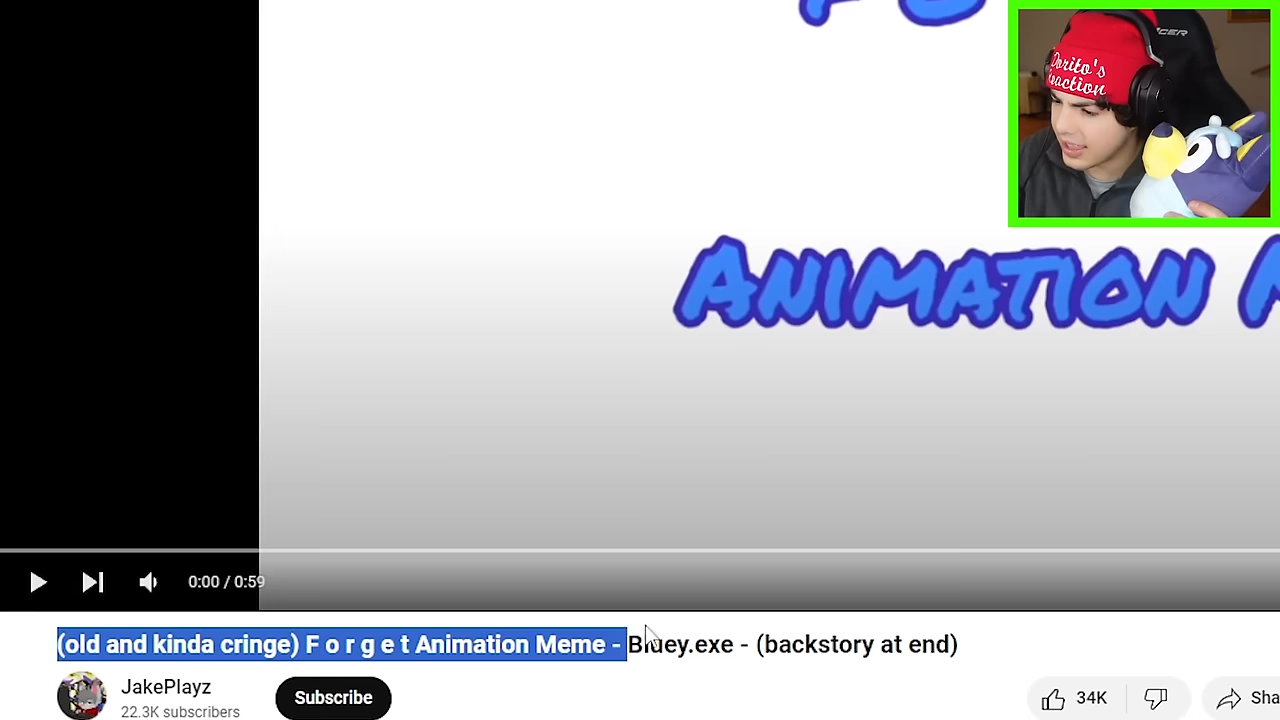 Dorito's
Reaction
Animation
0:00 / 0:59
(old and kinda cringe) F o r g e t Animation Meme - Bluey.exe - (backstory at end)
JakePlayz
22.3K subscribers
Subscribe
34K
Sha